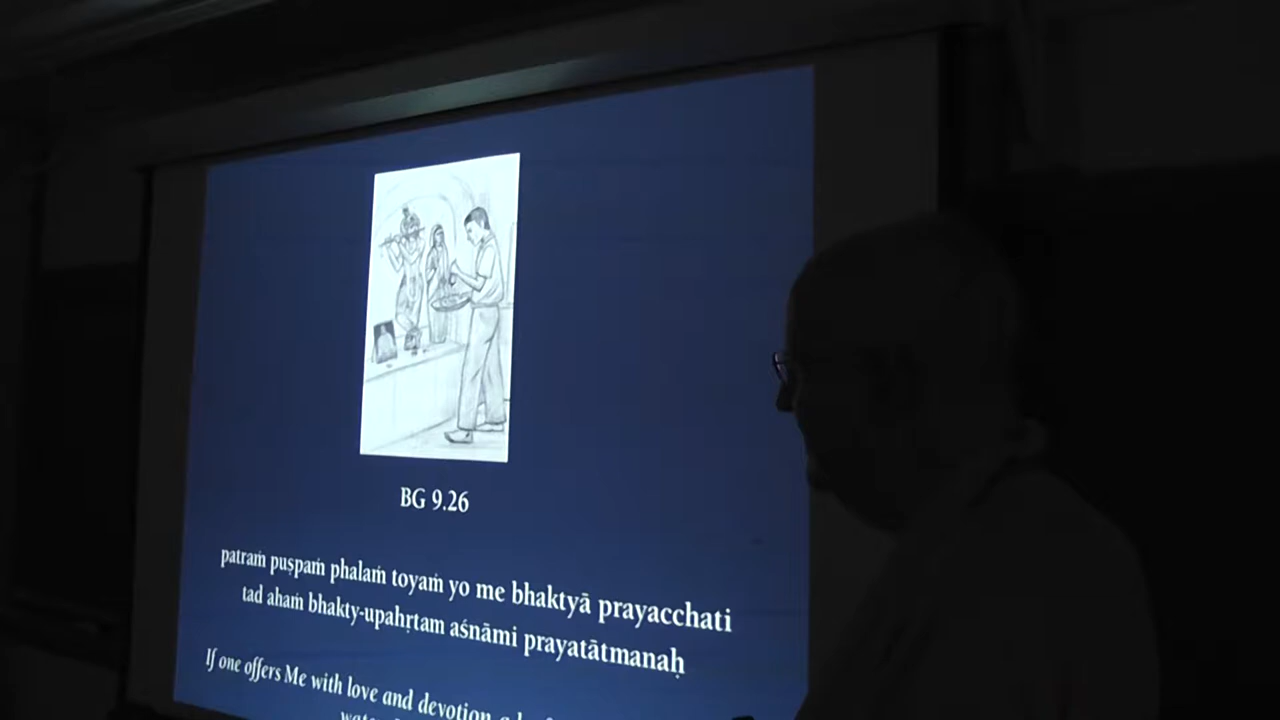 BG 9.26
patraṁ puṣpaṁ phalaṁ toyaṁ yo me bhaktyā prayacchati
tad ahaṁ bhakty-upahṛtam aśnāmi prayatātmanaḥ
If one offers Me with love and devotion a